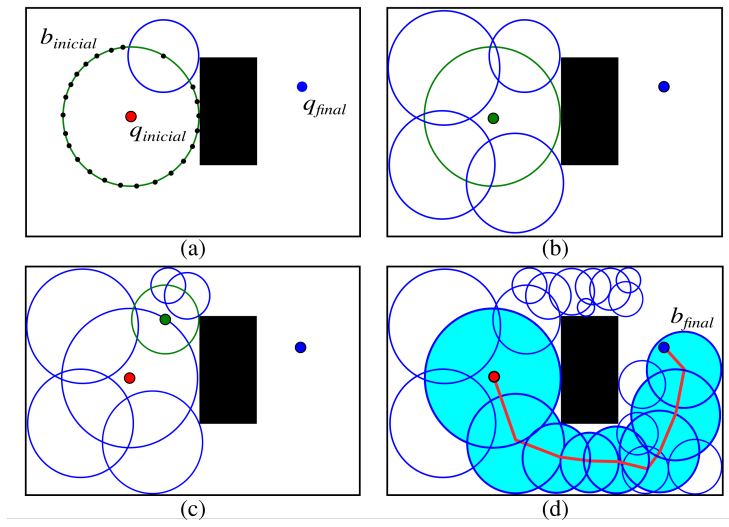 b_inicial
q_final
q_inicial
(a)
(b)
b_final
(c)
(d)